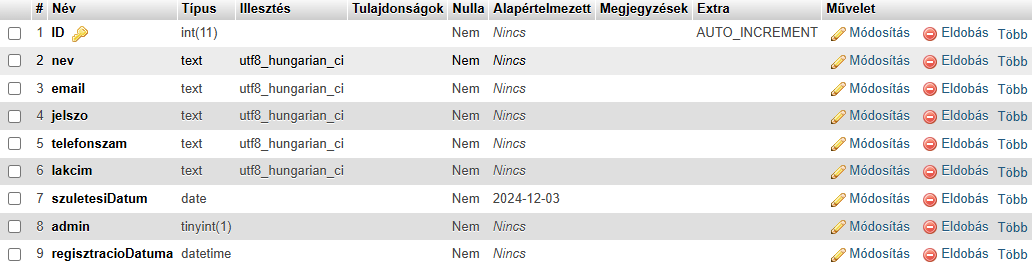 # Név Típus Illesztés Tulajdonságok Nulla Alapértelmezett Megjegyzések Extra Művelet
1 ID int(11) Nem Nincs AUTO_INCREMENT Módosítás Eldobás Több
2 nev text utf8_hungarian_ci Nem Nincs Módosítás Eldobás Több
3 email text utf8_hungarian_ci Nem Nincs Módosítás Eldobás Több
4 jelszo text utf8_hungarian_ci Nem Nincs Módosítás Eldobás Több
5 telefonszam text utf8_hungarian_ci Nem Nincs Módosítás Eldobás Több
6 lakcim text utf8_hungarian_ci Nem Nincs Módosítás Eldobás Több
7 szuletesiDatum date Nem 2024-12-03 Módosítás Eldobás Több
8 admin tinyint(1) Nem Nincs Módosítás Eldobás Több
9 regisztracioDatuma datetime Nem Nincs Módosítás Eldobás Több